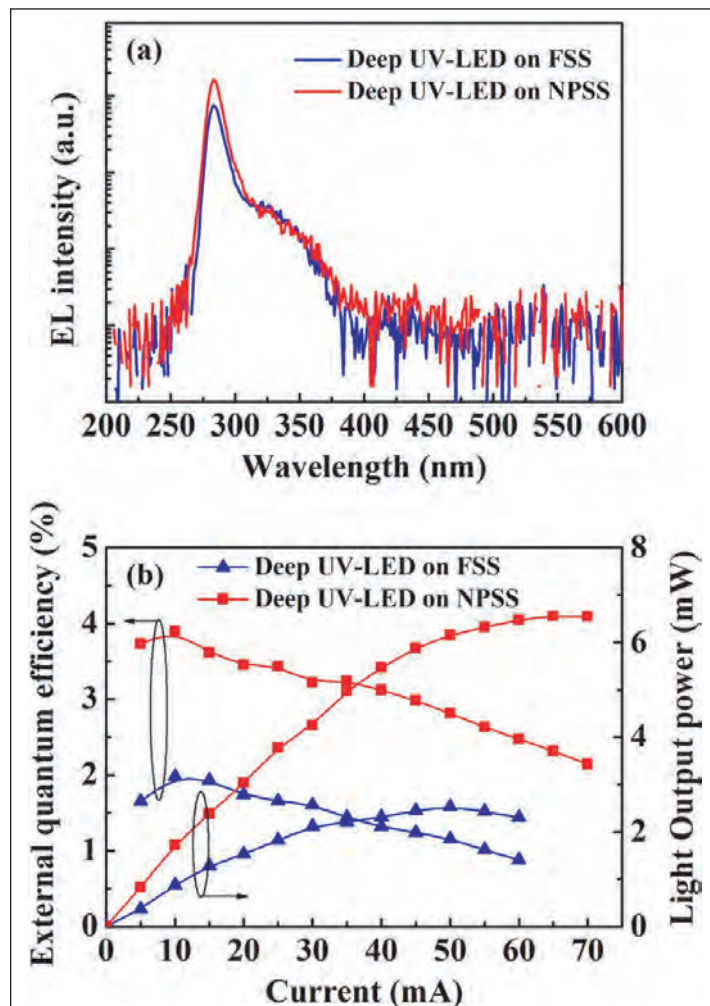 (a)
Deep UV-LED on FSS
Deep UV-LED on NPSS
EL intensity (a.u.)
200 250 300 350 400 450 500 550 600
Wavelength (nm)
(b)
Deep UV-LED on FSS
Deep UV-LED on NPSS
External quantum efficiency (%)
5
4
3
2
1
0
8
6
4
2
0
Light Output power (mW)
0 10 20 30 40 50 60 70
Current (mA)